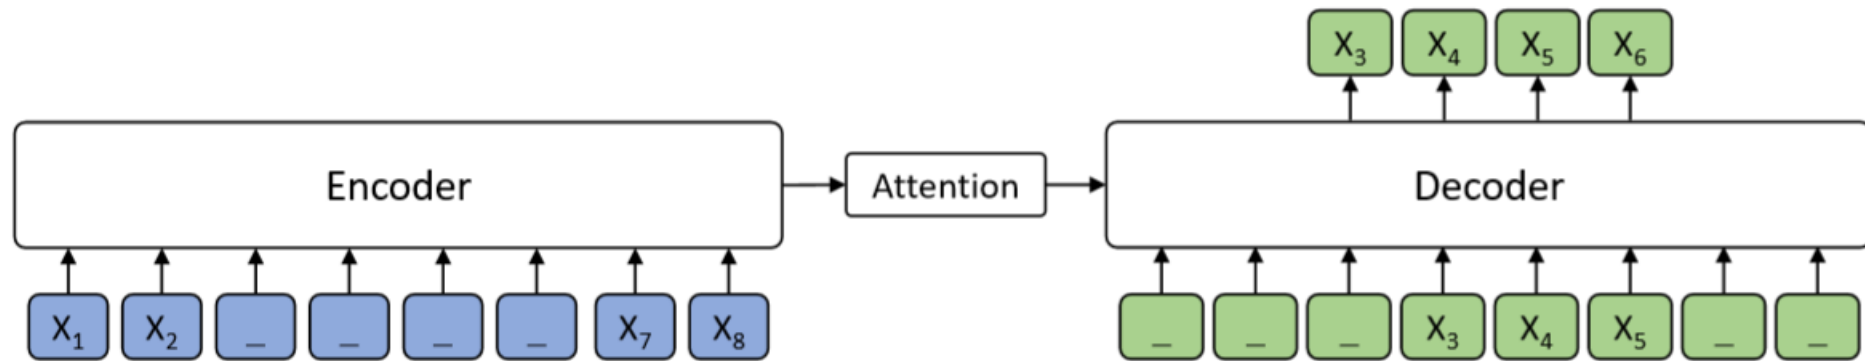 X3 X4 X5 X6
Encoder Attention Decoder
X1 X2 _ _ _ _ X7 X8 _ _ _ X3 X4 X5 _ _